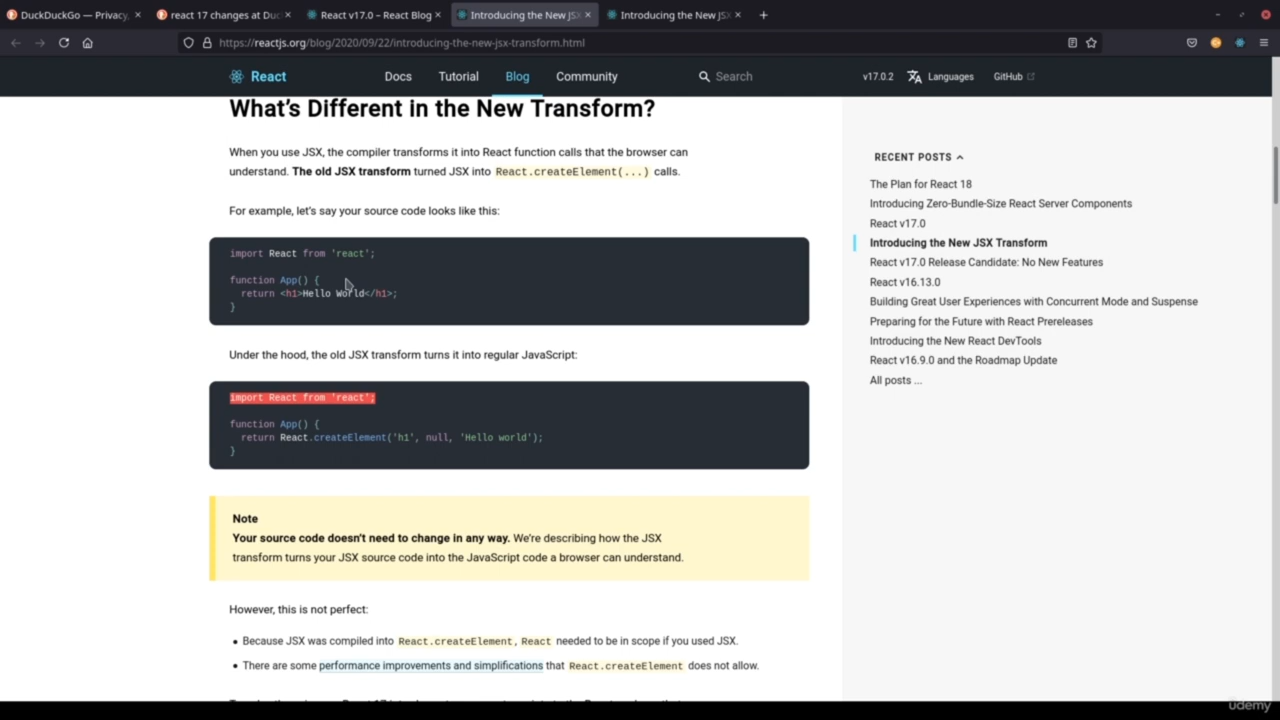 DuckDuckGo — Privacy,
react 17 changes at Duc
React v17.0 – React Blog
Introducing the New JSX
Introducing the New JSX
https://reactjs.org/blog/2020/09/22/introducing-the-new-jsx-transform.html
React
Docs
Tutorial
Blog
Community
Search
v17.0.2
Languages
GitHub
What's Different in the New Transform?
When you use JSX, the compiler transforms it into React function calls that the browser can
understand. The old JSX transform turned JSX into React.createElement(...) calls.
For example, let's say your source code looks like this:
import React from 'react';
function App() {
return <h1>Hello World</h1>;
}
Under the hood, the old JSX transform turns it into regular JavaScript:
import React from 'react';
function App() {
return React.createElement('h1', null, 'Hello world');
}
Note
Your source code doesn't need to change in any way. We're describing how the JSX
transform turns your JSX source code into the JavaScript code a browser can understand.
However, this is not perfect:
• Because JSX was compiled into React.createElement, React needed to be in scope if you used JSX.
• There are some performance improvements and simplifications that React.createElement does not allow.
RECENT POSTS
The Plan for React 18
Introducing Zero-Bundle-Size React Server Components
React v17.0
Introducing the New JSX Transform
React v17.0 Release Candidate: No New Features
React v16.13.0
Building Great User Experiences with Concurrent Mode and Suspense
Preparing for the Future with React Prereleases
Introducing the New React DevTools
React v16.9.0 and the Roadmap Update
All posts ...
udemy